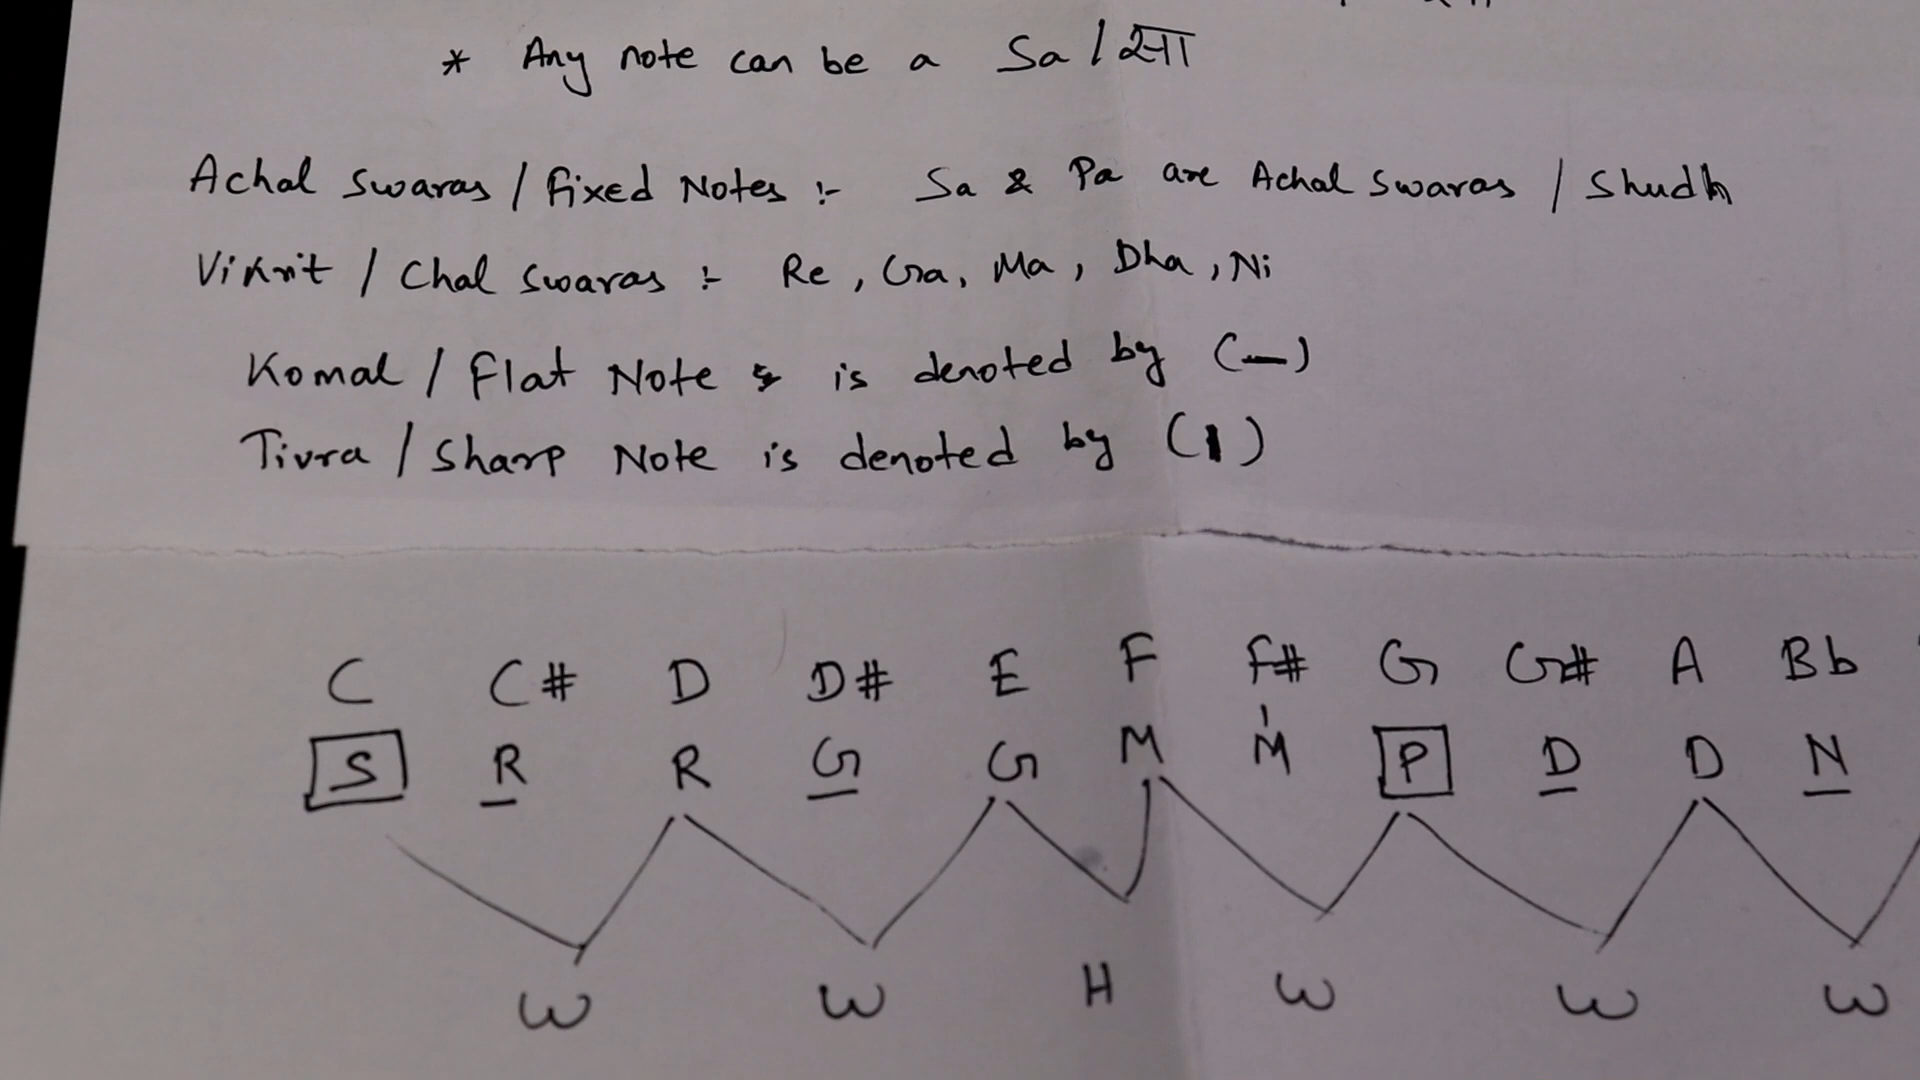 * Any note can be a Sa / सा
Achal Swaras / Fixed Notes :- Sa & Pa are Achal Swaras / Shudh
Vikrit / Chal Swaras :- Re, Ga, Ma, Dha, Ni
Komal / Flat Note is denoted by (—)
Tivra / Sharp Note is denoted by (।)
C C# D D# E F F# G G# A Bb
S R R G G M M P D D N
W W H W W W